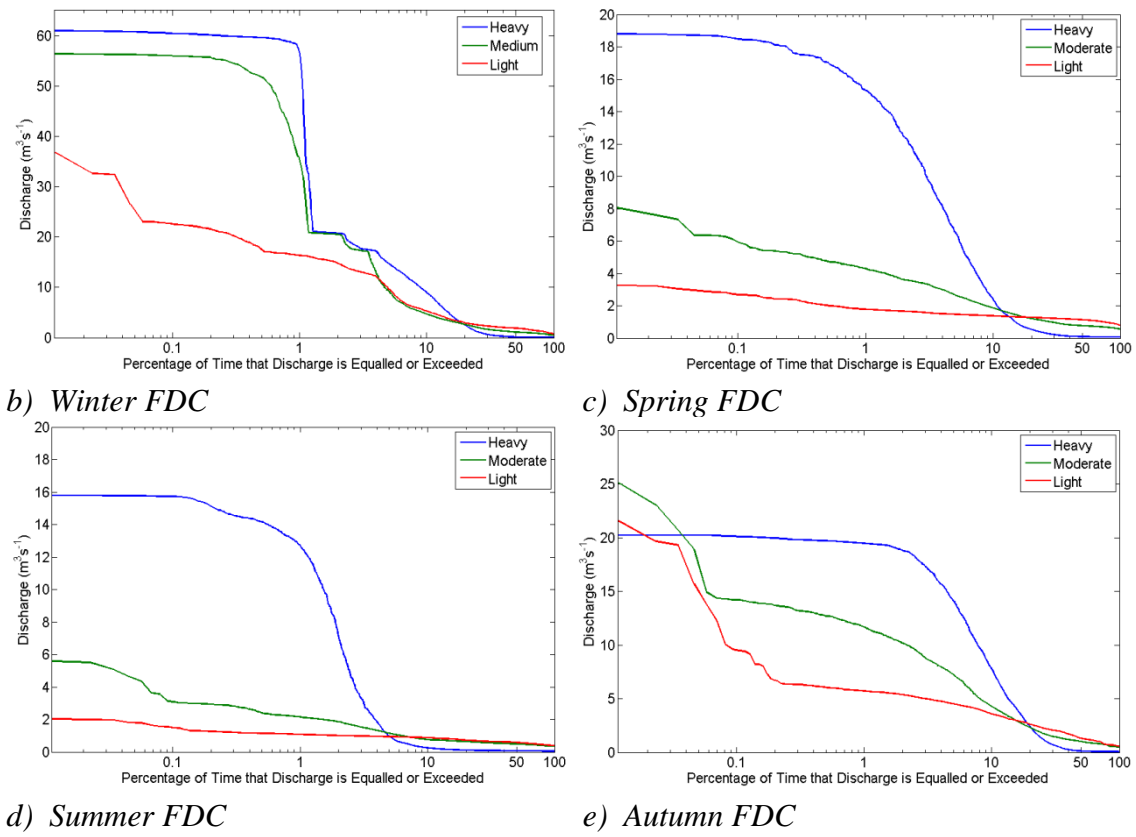 60
50
40
30
20
10
0
Discharge (m³s⁻¹)
Heavy
Medium
Light
0.1 1 10 50 100
Percentage of Time that Discharge is Equalled or Exceeded
b) Winter FDC
20
18
16
14
12
10
8
6
4
2
0
Discharge (m³s⁻¹)
Heavy
Moderate
Light
0.1 1 10 50 100
Percentage of Time that Discharge is Equalled or Exceeded
c) Spring FDC
20
18
16
14
12
10
8
6
4
2
0
Discharge (m³s⁻¹)
Heavy
Moderate
Light
0.1 1 10 50 100
Percentage of Time that Discharge is Equalled or Exceeded
d) Summer FDC
30
25
20
15
10
5
0
Discharge (m³s⁻¹)
Heavy
Moderate
Light
0.1 1 10 50 100
Percentage of Time that Discharge is Equalled or Exceeded
e) Autumn FDC